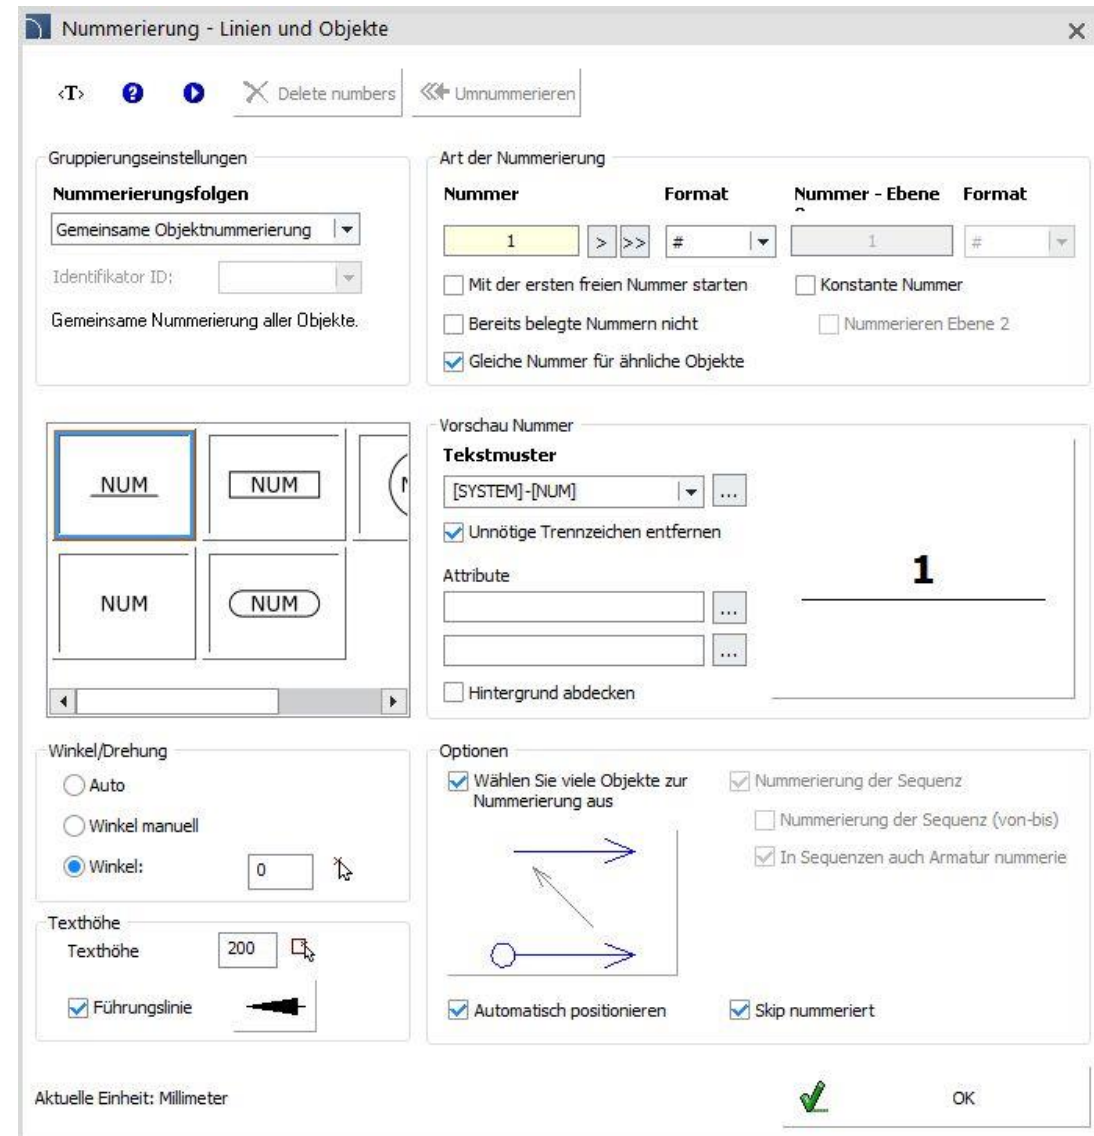 Nummerierung - Linien und Objekte
<T>
Delete numbers
Umnummerieren
Gruppierungseinstellungen
Nummerierungsfolgen
Gemeinsame Objektnummerierung
Identifikator ID:
Gemeinsame Nummerierung aller Objekte.
Art der Nummerierung
Nummer Format Nummer - Ebene Format
1 > >> # 1 #
Mit der ersten freien Nummer starten
Konstante Nummer
Bereits belegte Nummern nicht
Nummerieren Ebene 2
Gleiche Nummer für ähnliche Objekte
NUM NUM
NUM NUM
Vorschau Nummer
Tekstmuster
[SYSTEM]-[NUM] ...
Unnötige Trennzeichen entfernen
Attribute
...
...
Hintergrund abdecken
1
Winkel/Drehung
Auto
Winkel manuell
Winkel: 0
Texthöhe
Texthöhe 200
Führungslinie
Optionen
Wählen Sie viele Objekte zur
Nummerierung aus
Nummerierung der Sequenz
Nummerierung der Sequenz (von-bis)
In Sequenzen auch Armatur nummerie
Automatisch positionieren
Skip nummeriert
Aktuelle Einheit: Millimeter
OK